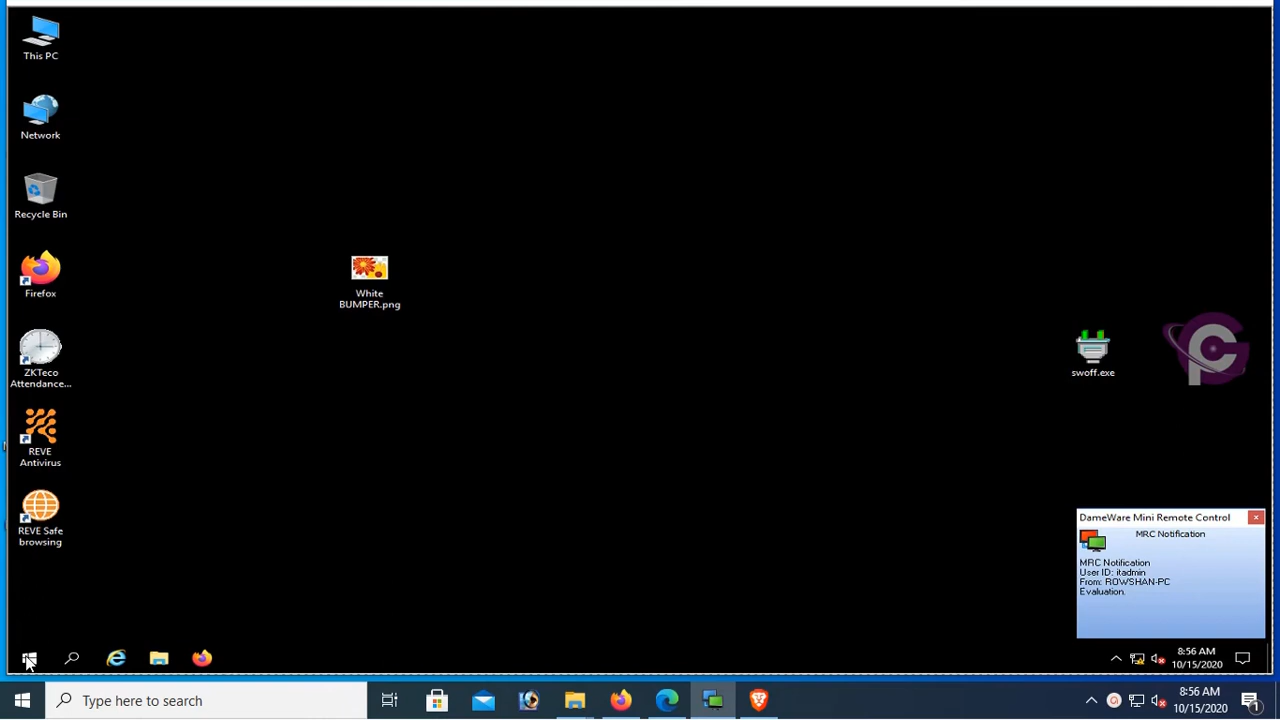 This PC
Network
Recycle Bin
Firefox
ZKTeco
Attendance...
REVE
Antivirus
REVE Safe
browsing
White
BUMPER.png
swoff.exe
DameWare Mini Remote Control
MRC Notification
MRC Notification
User ID: itadmin
From: ROWSHAN-PC
Evaluation.
8:56 AM
10/15/2020
Type here to search
8:56 AM
10/15/2020
1